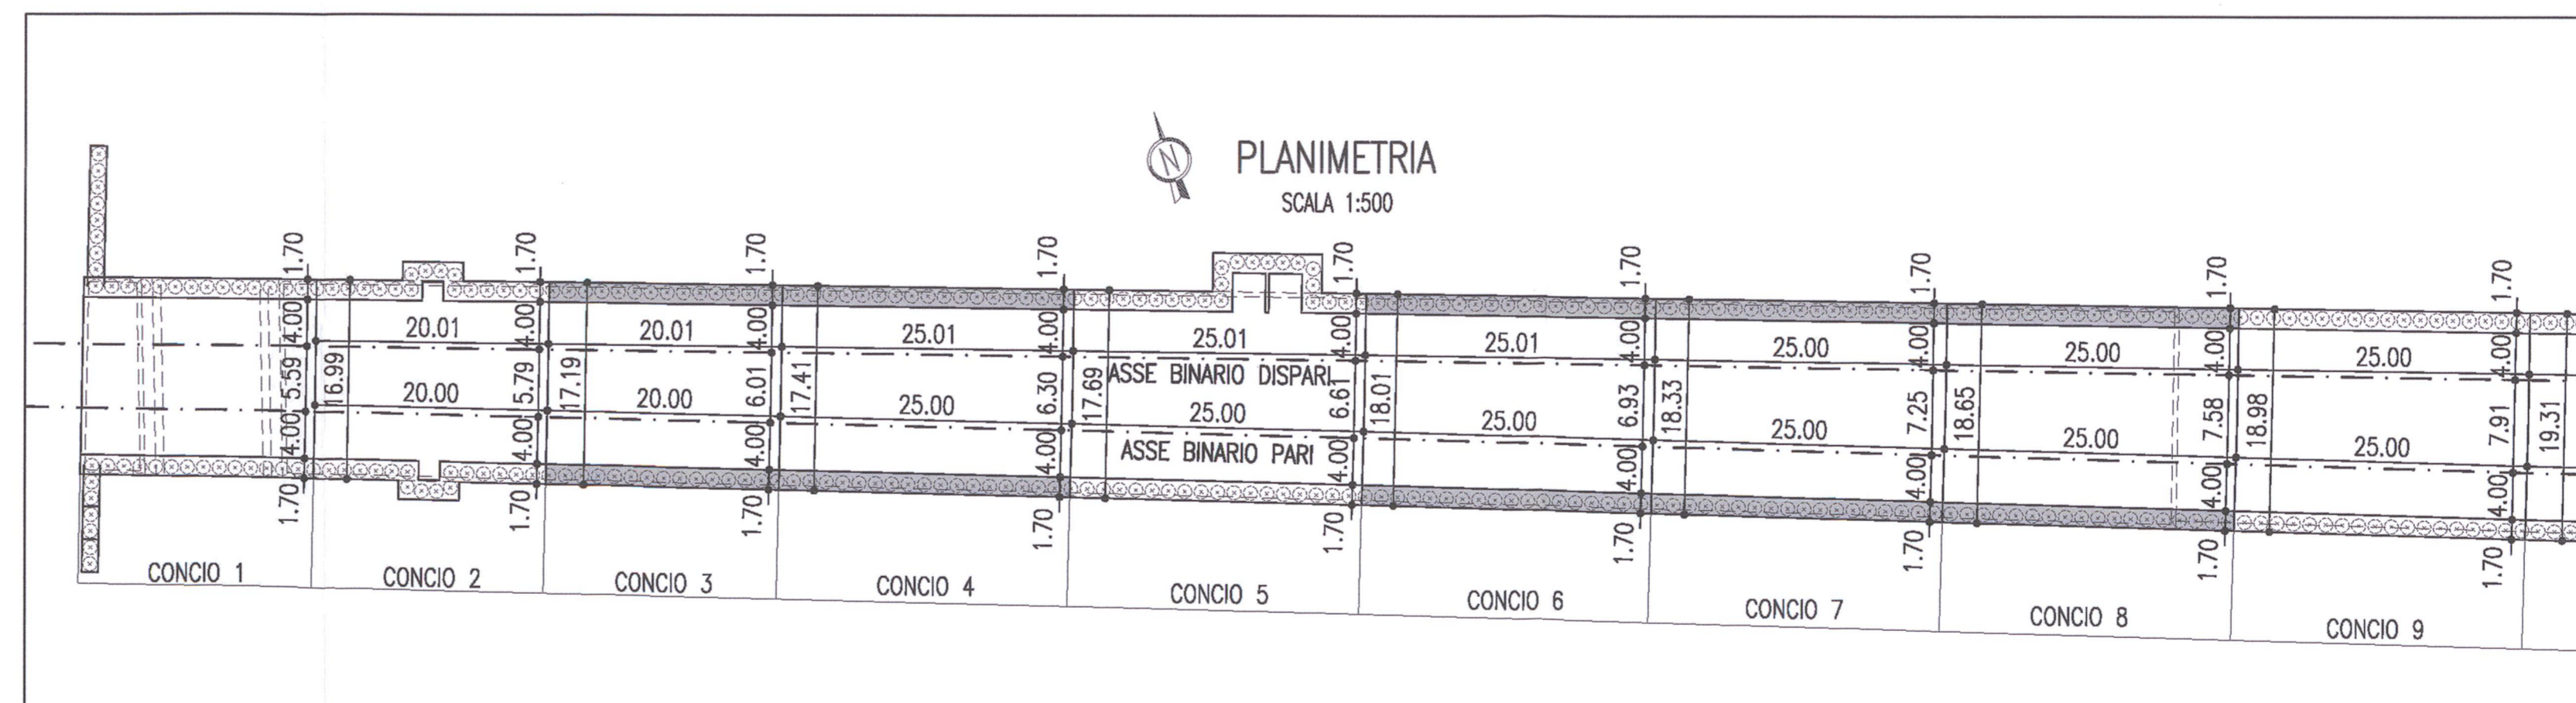 N
PLANIMETRIA
SCALA 1:500
1.70 1.70 1.70 1.70 1.70 1.70 1.70 1.70 1.70
4.00 4.00 4.00 4.00 4.00 4.00 4.00 4.00 4.00
20.01 20.01 25.01 25.01 25.01 25.00 25.00 25.00
ASSE BINARIO DISPARI
5.59 16.99 5.79 17.19 6.01 17.41 6.30 17.69 6.61 18.01 6.93 18.33 7.25 18.65 7.58 18.98 7.91 19.31
20.00 20.00 25.00 25.00 25.00 25.00 25.00 25.00
ASSE BINARIO PARI
4.00 4.00 4.00 4.00 4.00 4.00 4.00 4.00 4.00
1.70 1.70 1.70 1.70 1.70 1.70 1.70 1.70 1.70
CONCIO 1 CONCIO 2 CONCIO 3 CONCIO 4 CONCIO 5 CONCIO 6 CONCIO 7 CONCIO 8 CONCIO 9